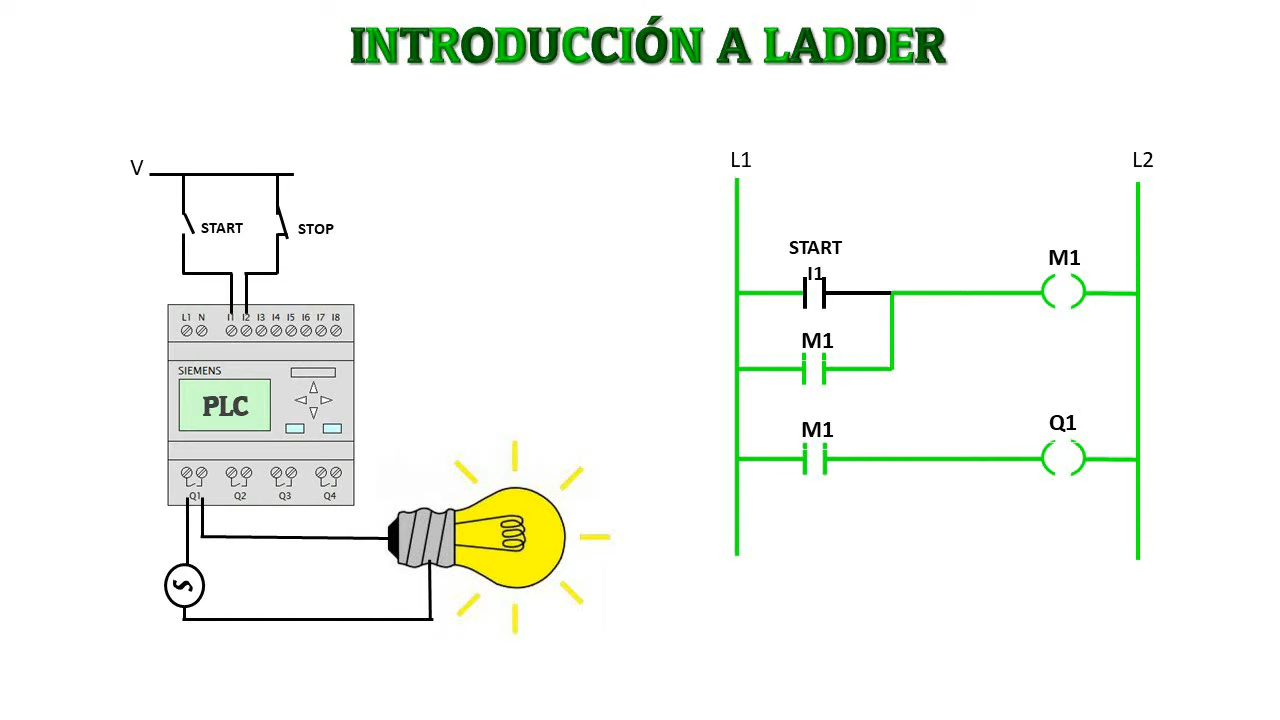 INTRODUCCIÓN A LADDER
V
START
STOP
L1 N I1 I2 I3 I4 I5 I6 I7 I8
SIEMENS
PLC
Q1 Q2 Q3 Q4
L1
L2
START
I1
M1
M1
M1
Q1